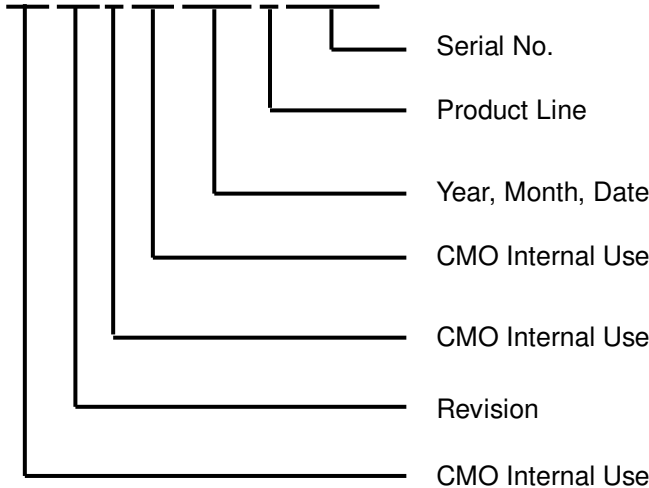 Serial No.
Product Line
Year, Month, Date
CMO Internal Use
CMO Internal Use
Revision
CMO Internal Use